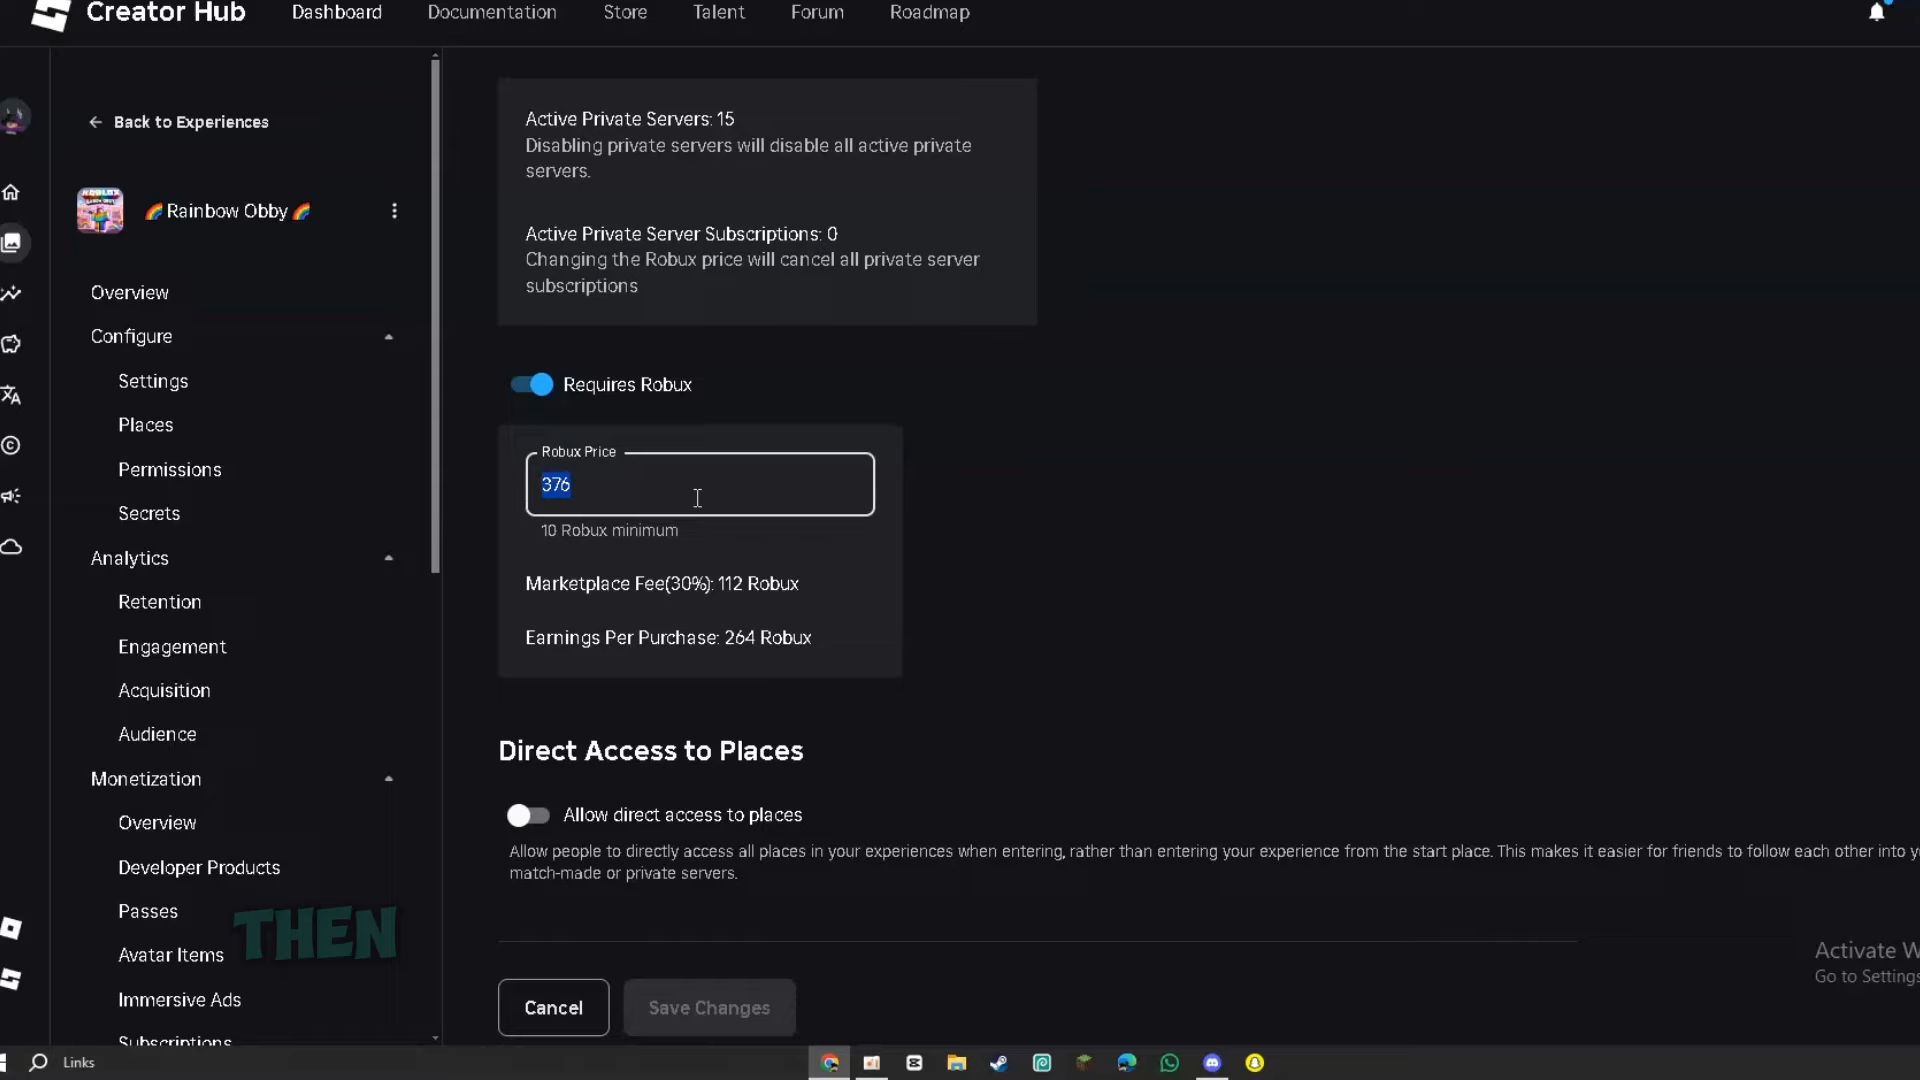 Creator Hub
Dashboard
Documentation
Store
Talent
Forum
Roadmap
Back to Experiences
🌈 Rainbow Obby 🌈
Overview
Configure
Settings
Places
Permissions
Secrets
Analytics
Retention
Engagement
Acquisition
Audience
Monetization
Overview
Developer Products
Passes
THEN
Avatar Items
Immersive Ads
Subscriptions
Active Private Servers: 15
Disabling private servers will disable all active private
servers.
Active Private Server Subscriptions: 0
Changing the Robux price will cancel all private server
subscriptions
Requires Robux
Robux Price
376
10 Robux minimum
Marketplace Fee(30%): 112 Robux
Earnings Per Purchase: 264 Robux
Direct Access to Places
Allow direct access to places
Allow people to directly access all places in your experiences when entering, rather than entering your experience from the start place. This makes it easier for friends to follow each other into
match-made or private servers.
Cancel
Save Changes
Activate W
Go to Settings
Links